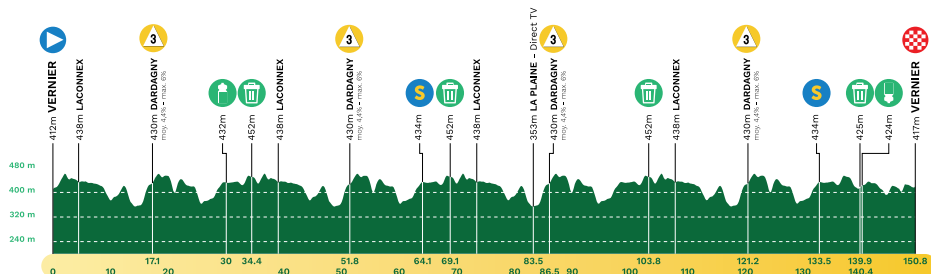 412m VERNIER
438m LACONNEX
3
430m DARDAGNY
moy. 4,4% - max. 6%
432m
452m
438m LACONNEX
3
430m DARDAGNY
moy. 4,4% - max. 6%
S
434m
452m
438m LACONNEX
353m LA PLAINE - Direct TV
3
430m DARDAGNY
moy. 4,4% - max. 6%
452m
438m LACONNEX
3
430m DARDAGNY
moy. 4,4% - max. 6%
S
434m
425m
424m
417m VERNIER
480 m
400 m
320 m
240 m
17.1 30 34.4 51.8 64.1 69.1 83.5 103.8 121.2 133.5 139.9 150.8
0 10 20 40 50 60 70 80 86.5 90 100 110 120 130 140.4